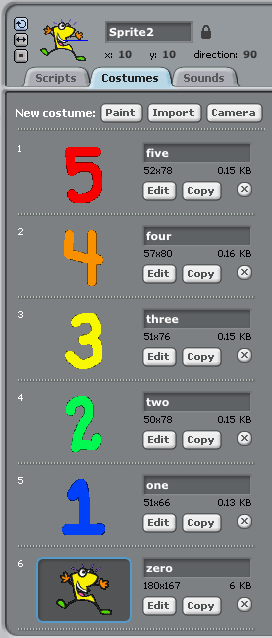 Sprite2
x: 10 y: 10 direction: 90
Scripts Costumes Sounds
New costume: Paint Import Camera
1 5 five
52x78 0.15 KB
Edit Copy
2 4 four
57x80 0.16 KB
Edit Copy
3 3 three
51x76 0.15 KB
Edit Copy
4 2 two
50x78 0.15 KB
Edit Copy
5 1 one
51x66 0.13 KB
Edit Copy
6 zero
180x167 6 KB
Edit Copy